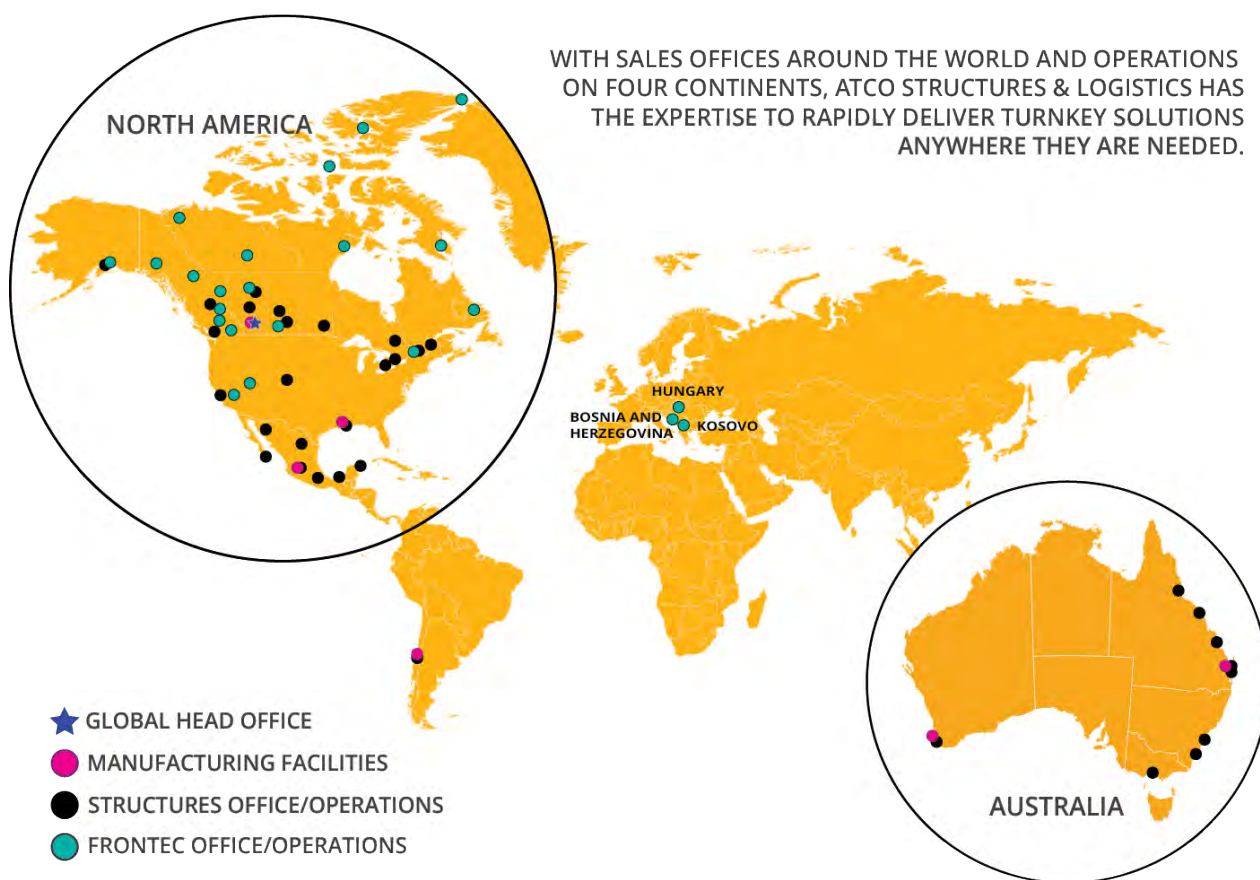 WITH SALES OFFICES AROUND THE WORLD AND OPERATIONS
ON FOUR CONTINENTS, ATCO STRUCTURES & LOGISTICS HAS
THE EXPERTISE TO RAPIDLY DELIVER TURNKEY SOLUTIONS
ANYWHERE THEY ARE NEEDED.
NORTH AMERICA
HUNGARY
BOSNIA AND
HERZEGOVINA
KOSOVO
GLOBAL HEAD OFFICE
MANUFACTURING FACILITIES
STRUCTURES OFFICE/OPERATIONS
FRONTEC OFFICE/OPERATIONS
AUSTRALIA